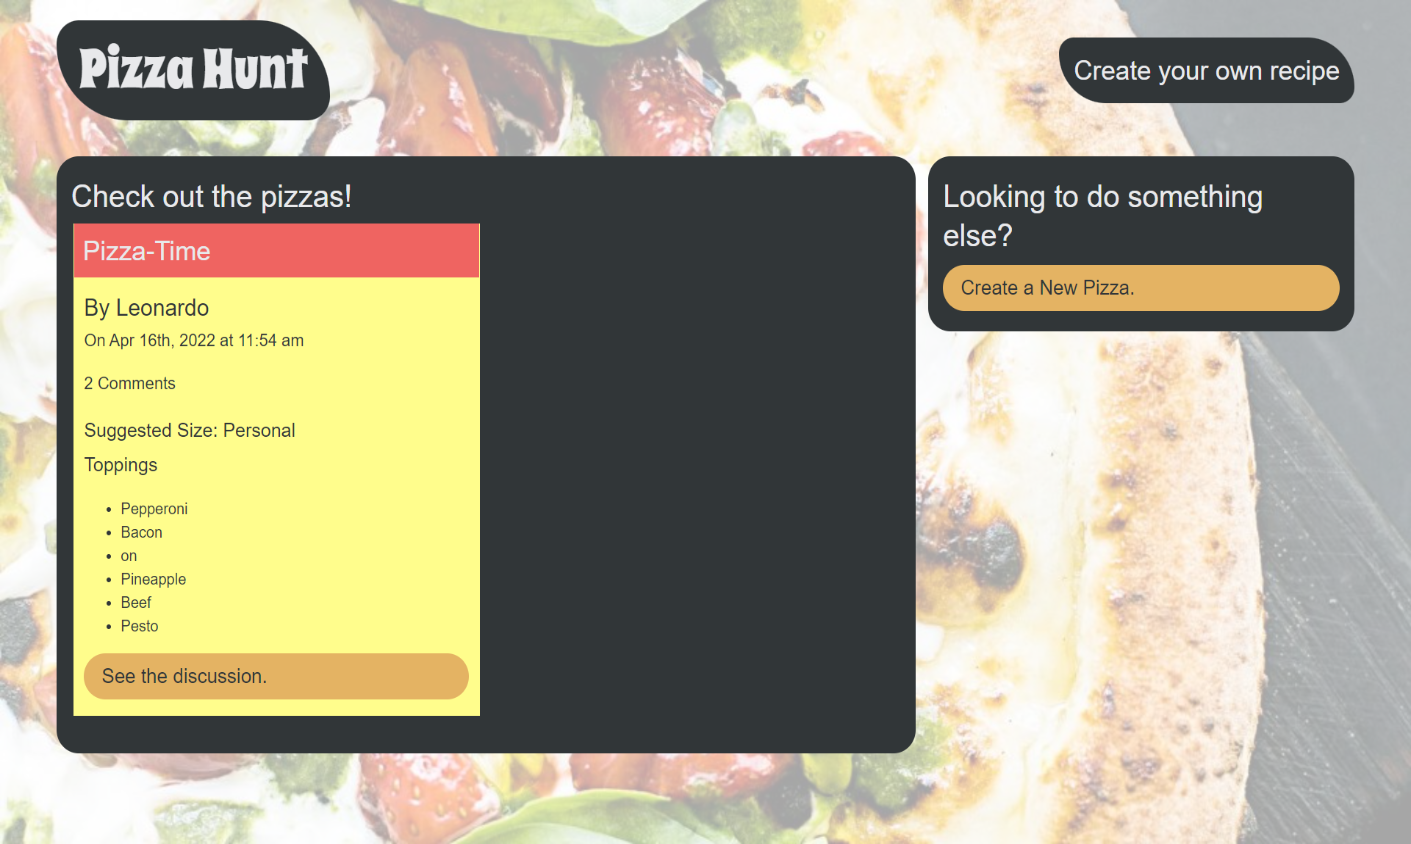 Pizza Hunt
Create your own recipe
Check out the pizzas!
Pizza-Time
By Leonardo
On Apr 16th, 2022 at 11:54 am
2 Comments
Suggested Size: Personal
Toppings
Pepperoni
Bacon
on
Pineapple
Beef
Pesto
See the discussion.
Looking to do something
else?
Create a New Pizza.